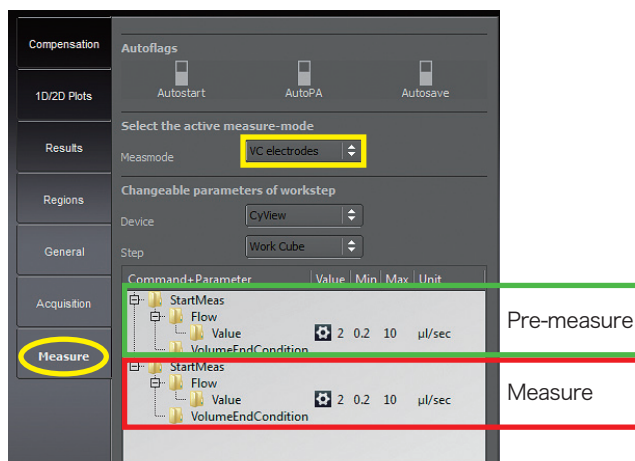 Compensation
1D/2D Plots
Results
Regions
General
Acquisition
Measure
Autoflags
Autostart AutoPA Autosave
Select the active measure-mode
Measmode VC electrodes
Changeable parameters of workstep
Device CyView
Step Work Cube
Command+Parameter Value Min Max Unit
StartMeas
Flow
Value 2 0.2 10 µl/sec
VolumeEndCondition
StartMeas
Flow
Value 2 0.2 10 µl/sec
VolumeEndCondition
Pre-measure
Measure